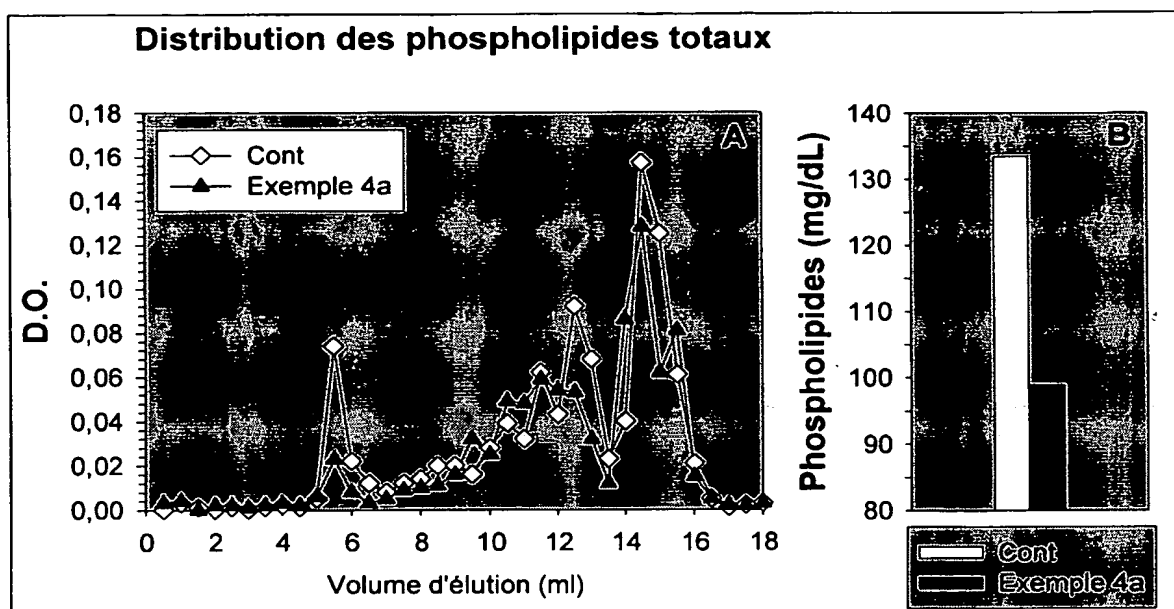 Distribution des phospholipides totaux
D.O.
0,18
0,16
0,14
0,12
0,10
0,08
0,06
0,04
0,02
0,00
Cont
Exemple 4a
A
0 2 4 6 8 10 12 14 16 18
Volume d'élution (ml)
Phospholipides (mg/dL)
140
130
120
110
100
90
80
B
Cont
Exemple 4a